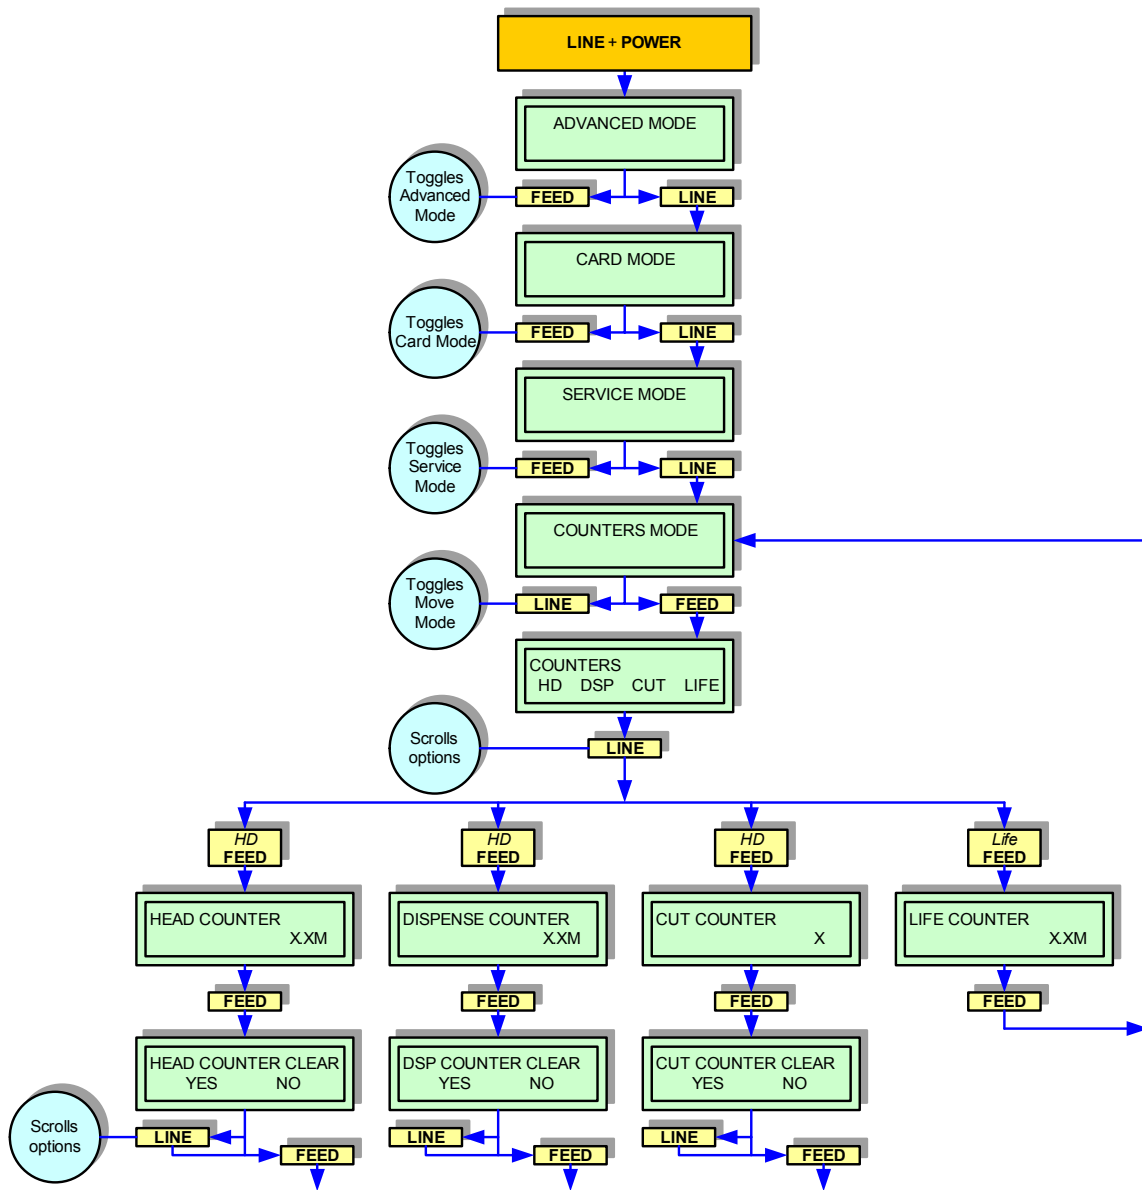 LINE + POWER
ADVANCED MODE
Toggles
Advanced
Mode
FEED
LINE
CARD MODE
Toggles
Card Mode
FEED
LINE
SERVICE MODE
Toggles
Service
Mode
FEED
LINE
COUNTERS MODE
Toggles
Move
Mode
LINE
FEED
COUNTERS
HD DSP CUT LIFE
Scrolls
options
LINE
HD
FEED
HD
FEED
HD
FEED
Life
FEED
HEAD COUNTER
X.XM
DISPENSE COUNTER
X.XM
CUT COUNTER
X
LIFE COUNTER
X.XM
FEED
FEED
FEED
FEED
HEAD COUNTER CLEAR
YES NO
DSP COUNTER CLEAR
YES NO
CUT COUNTER CLEAR
YES NO
Scrolls
options
LINE
FEED
LINE
FEED
LINE
FEED